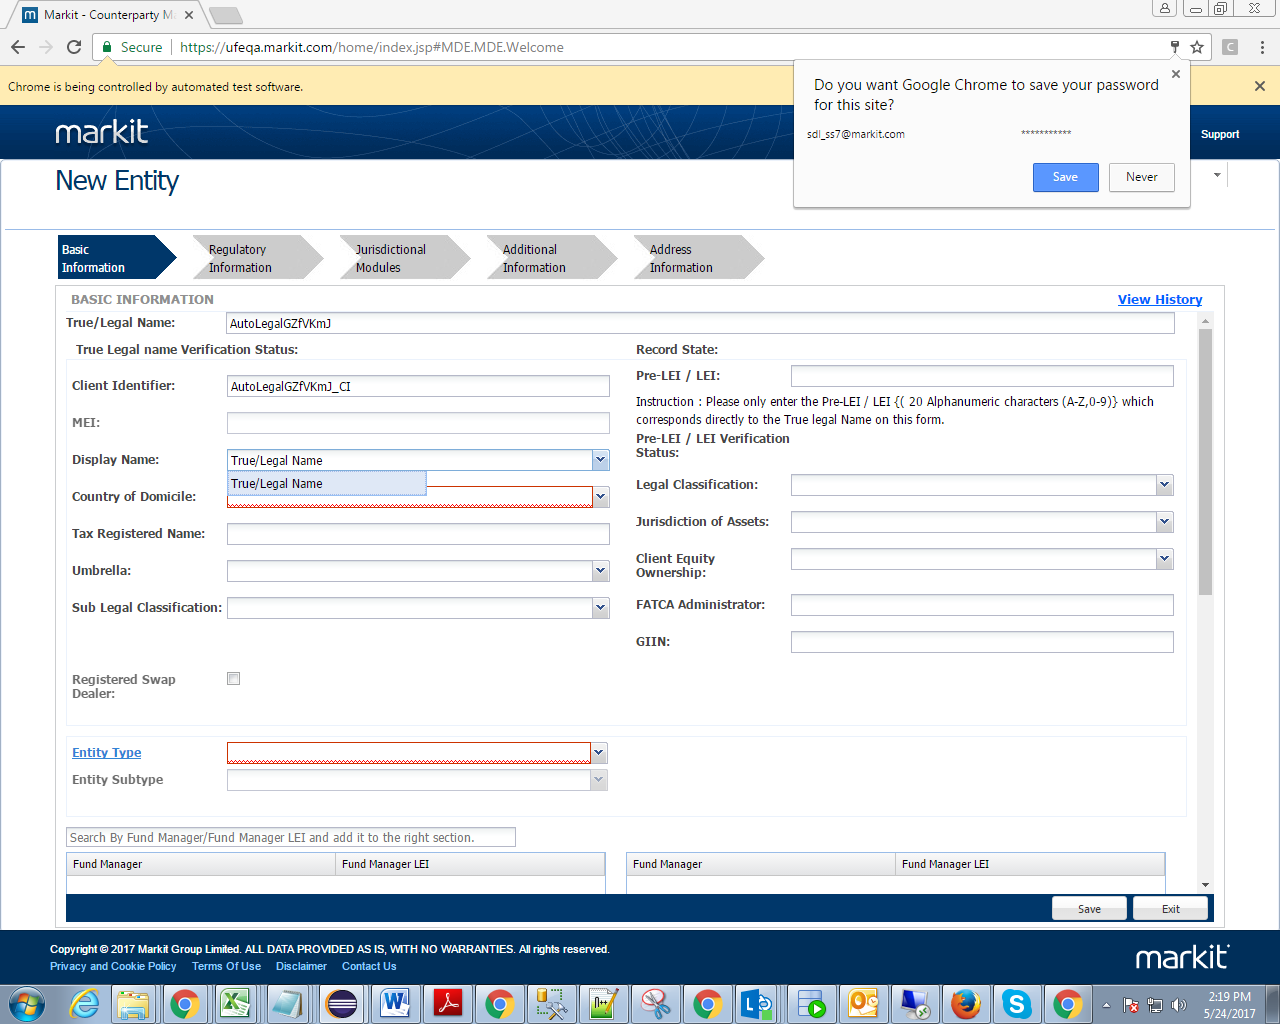 Markit - Counterparty Ma
Secure
https://ufeqa.markit.com/home/index.jsp#MDE.MDE.Welcome
Chrome is being controlled by automated test software.
Do you want Google Chrome to save your password
for this site?
sdl_ss7@markit.com
***********
Save
Never
markit
Support
New Entity
Basic
Information
Regulatory
Information
Jurisdictional
Modules
Additional
Information
Address
Information
BASIC INFORMATION
View History
True/Legal Name:
AutoLegalGZfVKmJ
True Legal name Verification Status:
Record State:
Client Identifier:
AutoLegalGZfVKmJ_CI
Pre-LEI / LEI:
Instruction : Please only enter the Pre-LEI / LEI {( 20 Alphanumeric characters (A-Z,0-9)} which
corresponds directly to the True legal Name on this form.
MEI:
Pre-LEI / LEI Verification
Status:
Display Name:
True/Legal Name
True/Legal Name
Country of Domicile:
Legal Classification:
Tax Registered Name:
Jurisdiction of Assets:
Umbrella:
Client Equity
Ownership:
Sub Legal Classification:
FATCA Administrator:
GIIN:
Registered Swap
Dealer:
Entity Type
Entity Subtype
Search By Fund Manager/Fund Manager LEI and add it to the right section.
Fund Manager
Fund Manager LEI
Fund Manager
Fund Manager LEI
Save
Exit
Copyright © 2017 Markit Group Limited. ALL DATA PROVIDED AS IS, WITH NO WARRANTIES. All rights reserved.
Privacy and Cookie Policy
Terms Of Use
Disclaimer
Contact Us
markit
2:19 PM
5/24/2017